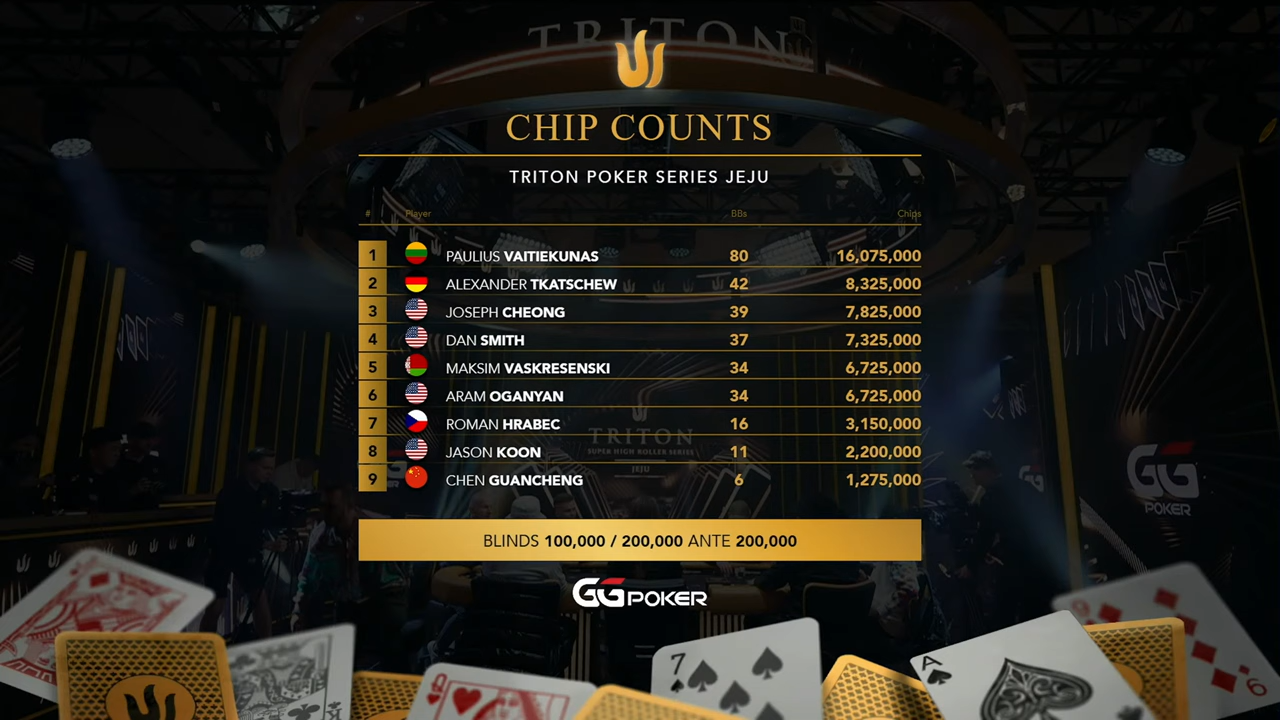 TRITON
CHIP COUNTS
TRITON POKER SERIES JEJU
# Player BBs Chips
1 PAULIUS VAITIEKUNAS 80 16,075,000
2 ALEXANDER TKATSCHEW 42 8,325,000
3 JOSEPH CHEONG 39 7,825,000
4 DAN SMITH 37 7,325,000
5 MAKSIM VASKRESENSKI 34 6,725,000
6 ARAM OGANYAN 34 6,725,000
7 ROMAN HRABEC 16 3,150,000
8 JASON KOON 11 2,200,000
9 CHEN GUANCHENG 6 1,275,000
TRITON
SUPER HIGH ROLLER SERIES
JEJU
GG
POKER
BLINDS 100,000 / 200,000 ANTE 200,000
GGPOKER
7
A
Q
6